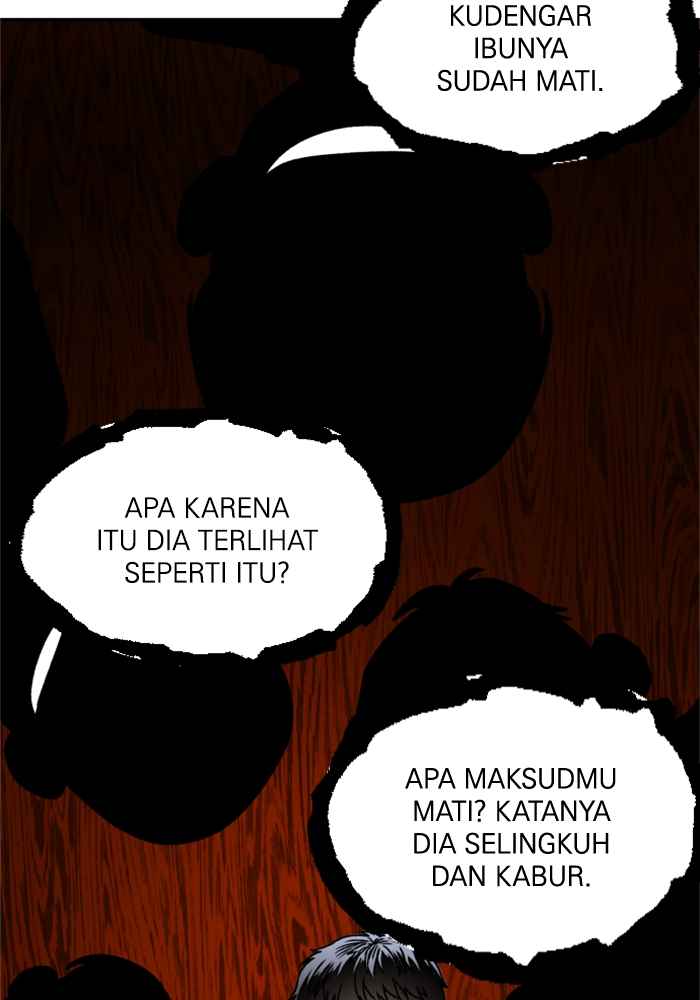 KUDENGAR
IBUNYA
SUDAH MATI.
APA KARENA
ITU DIA TERLIHAT
SEPERTI ITU?
APA MAKSUDMU
MATI? KATANYA
DIA SELINGKUH
DAN KABUR.